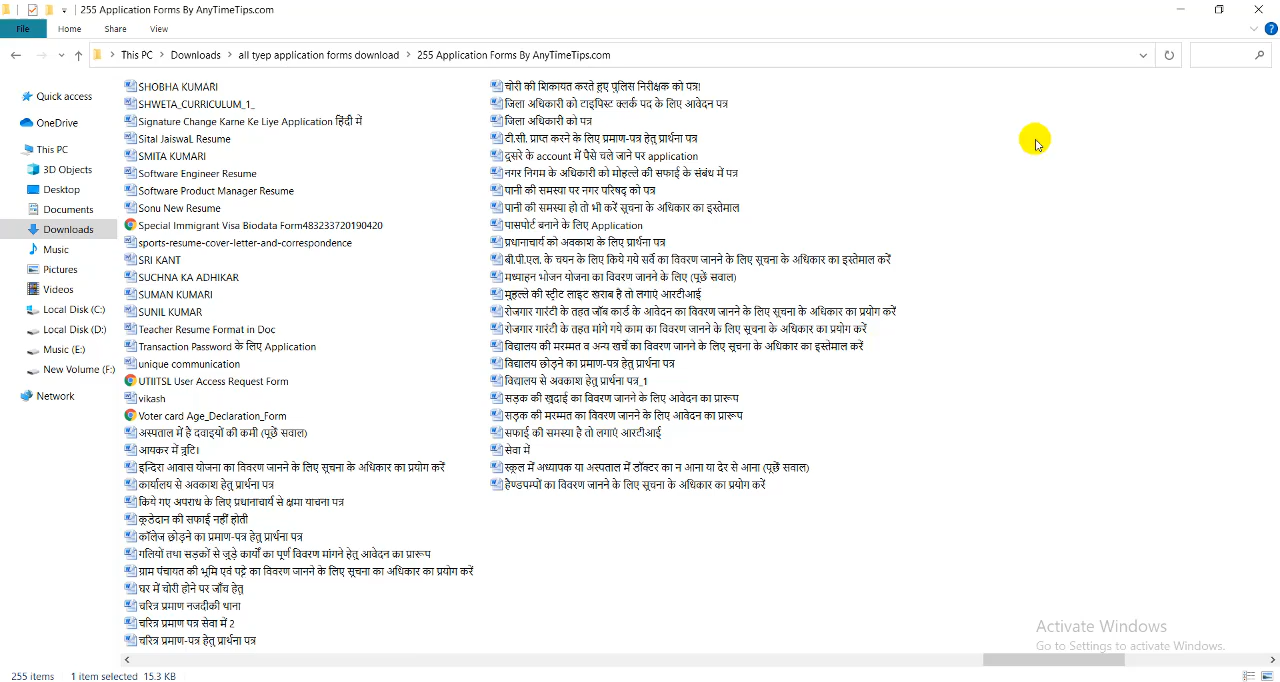 255 Application Forms By AnyTimeTips.com
File Home Share View
This PC > Downloads > all tyep application forms download > 255 Application Forms By AnyTimeTips.com
Quick access
OneDrive
This PC
3D Objects
Desktop
Documents
Downloads
Music
Pictures
Videos
Local Disk (C:)
Local Disk (D:)
Music (E:)
New Volume (F:)
Network
SHOBHA KUMARI
SHWETA_CURRICULUM_1_
Signature Change Karne Ke Liye Application हिंदी में
Sital Jaiswal Resume
SMITA KUMARI
Software Engineer Resume
Software Product Manager Resume
Sonu New Resume
Special Immigrant Visa Biodata Form483233720190420
sports-resume-cover-letter-and-correspondence
SRI KANT
SUCHNA KA ADHIKAR
SUMAN KUMARI
SUNIL KUMAR
Teacher Resume Format in Doc
Transaction Password के लिए Application
unique communication
UTIITSL User Access Request Form
vikash
Voter card Age_Declaration_Form
अस्पताल में है दवाइयों की कमी (पूछें सवाल)
आयकर में त्रुटि।
इन्दिरा आवास योजना का विवरण जानने के लिए सूचना के अधिकार का प्रयोग करें
कार्यालय से अवकाश हेतु प्रार्थना पत्र
किये गए अपराध के लिए प्रधानाचार्य से क्षमा याचना पत्र
कूठेदान की सफाई नहीं होती
कॉलेज छोड़ने का प्रमाण-पत्र हेतु प्रार्थना पत्र
गलियों तथा सड़कों से जुड़े कार्यों का पूर्ण विवरण मांगने हेतु आवेदन का प्रारूप
ग्राम पंचायत की भूमि एवं पट्टे का विवरण जानने के लिए सूचना का अधिकार का प्रयोग करें
घर में चोरी होने पर जाँच हेतु
चरित्र प्रमाण नजदीकी थाना
चरित्र प्रमाण पत्र सेवा में 2
चरित्र प्रमाण-पत्र हेतु प्रार्थना पत्र
चोरी की शिकायत करते हुए पुलिस निरीक्षक को पत्र!
जिला अधिकारी को टाइपिस्ट क्लर्क पद के लिए आवेदन पत्र
जिला अधिकारी को पत्र
टी.सी. प्राप्त करने के लिए प्रमाण-पत्र हेतु प्रार्थना पत्र
दुसरे के account में पैसे चले जाने पर application
नगर निगम के अधिकारी को मोहल्ले की सफाई के संबंध में पत्र
पानी की समस्या पर नगर परिषद् को पत्र
पानी की समस्या हो तो भी करें सूचना के अधिकार का इस्तेमाल
पासपोर्ट बनाने के लिए Application
प्रधानाचार्य को अवकाश के लिए प्रार्थना पत्र
बी.पी.एल. के चयन के लिए किये गये सर्वे का विवरण जानने के लिए सूचना के अधिकार का इस्तेमाल करें
मध्याहन भोजन योजना का विवरण जानने के लिए (पूछें सवाल)
मुहल्ले की स्ट्रीट लाइट ख़राब है तो लगाएं आरटीआई
रोजगार गारंटी के तहत जॉब कार्ड के आवेदन का विवरण जानने के लिए सूचना के अधिकार का प्रयोग करें
रोजगार गारंटी के तहत मांगे गये काम का विवरण जानने के लिए सूचना के अधिकार का प्रयोग करें
विद्यालय की मरम्मत व अन्य खर्चे का विवरण जानने के लिए सूचना के अधिकार का इस्तेमाल करें
विद्यालय छोड़ने का प्रमाण-पत्र हेतु प्रार्थना पत्र
विद्यालय से अवकाश हेतु प्रार्थना पत्र_1
सड़क की खुदाई का विवरण जानने के लिए आवेदन का प्रारूप
सड़क की मरम्मत का विवरण जानने के लिए आवेदन का प्रारूप
सफाई की समस्या है तो लगाएं आरटीआई
सेवा में
स्कूल में अध्यापक या अस्पताल में डॉक्टर का न आना या देर से आना (पूछें सवाल)
हैण्डपम्पों का विवरण जानने के लिए सूचना के अधिकार का प्रयोग करें
Activate Windows
Go to Settings to activate Windows.
255 items 1 item selected 15.3 KB